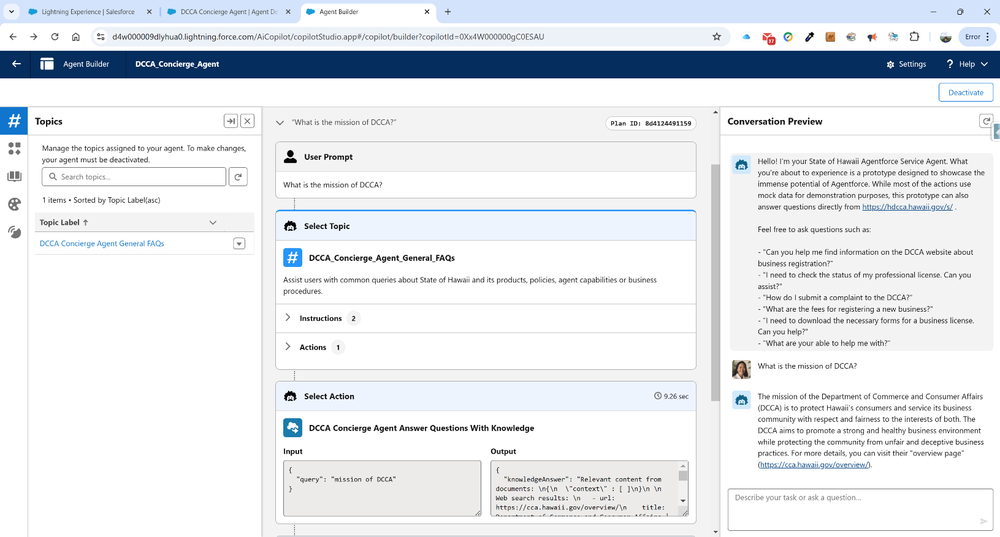 Lightning Experience | Salesforce
DCCA Concierge Agent | Agent De
Agent Builder
d4w000009dlyhua0.lightning.force.com/AiCopilot/copilotStudio.app#/copilot/builder?copilotId=0Xx4W000000gC0ESAU
37
Error
Agent Builder
DCCA_Concierge_Agent
Settings
Help
Deactivate
Topics
Manage the topics assigned to your agent. To make changes,
your agent must be deactivated.
Search topics...
1 items • Sorted by Topic Label(asc)
Topic Label ↑
DCCA Concierge Agent General FAQs
"What is the mission of DCCA?"
Plan ID: 8d4124491159
User Prompt
What is the mission of DCCA?
Select Topic
DCCA_Concierge_Agent_General_FAQs
Assist users with common queries about State of Hawaii and its products, policies, agent capabilities or business
procedures.
Instructions 2
Actions 1
Select Action
9.26 sec
DCCA Concierge Agent Answer Questions With Knowledge
Input
{
"query": "mission of DCCA"
}
Output
{
"knowledgeAnswer": "Relevant content from
documents: \n{\n  \"context\" : [ ]\n}\n \n
Web search results: \n   - url:
https://cca.hawaii.gov/overview/\n    title:
Department of Commerce and Consumer Affairs |
Conversation Preview
Hello! I'm your State of Hawaii Agentforce Service Agent. What
you're about to experience is a prototype designed to showcase the
immense potential of Agentforce. While most of the actions use
mock data for demonstration purposes, this prototype can also
answer questions directly from https://hdcca.hawaii.gov/s/ .
Feel free to ask questions such as:
- "Can you help me find information on the DCCA website about
business registration?"
- "I need to check the status of my professional license. Can you
assist?"
- "How do I submit a complaint to the DCCA?"
- "What are the fees for registering a new business?"
- "I need to download the necessary forms for a business license.
Can you help?"
- "What are your able to help me with?"
What is the mission of DCCA?
The mission of the Department of Commerce and Consumer Affairs
(DCCA) is to protect Hawaii's consumers and service its business
community with respect and fairness to the interests of both. The
DCCA aims to promote a strong and healthy business environment
while protecting the community from unfair and deceptive business
practices. For more details, you can visit their "overview page"
(https://cca.hawaii.gov/overview/).
Describe your task or ask a question...